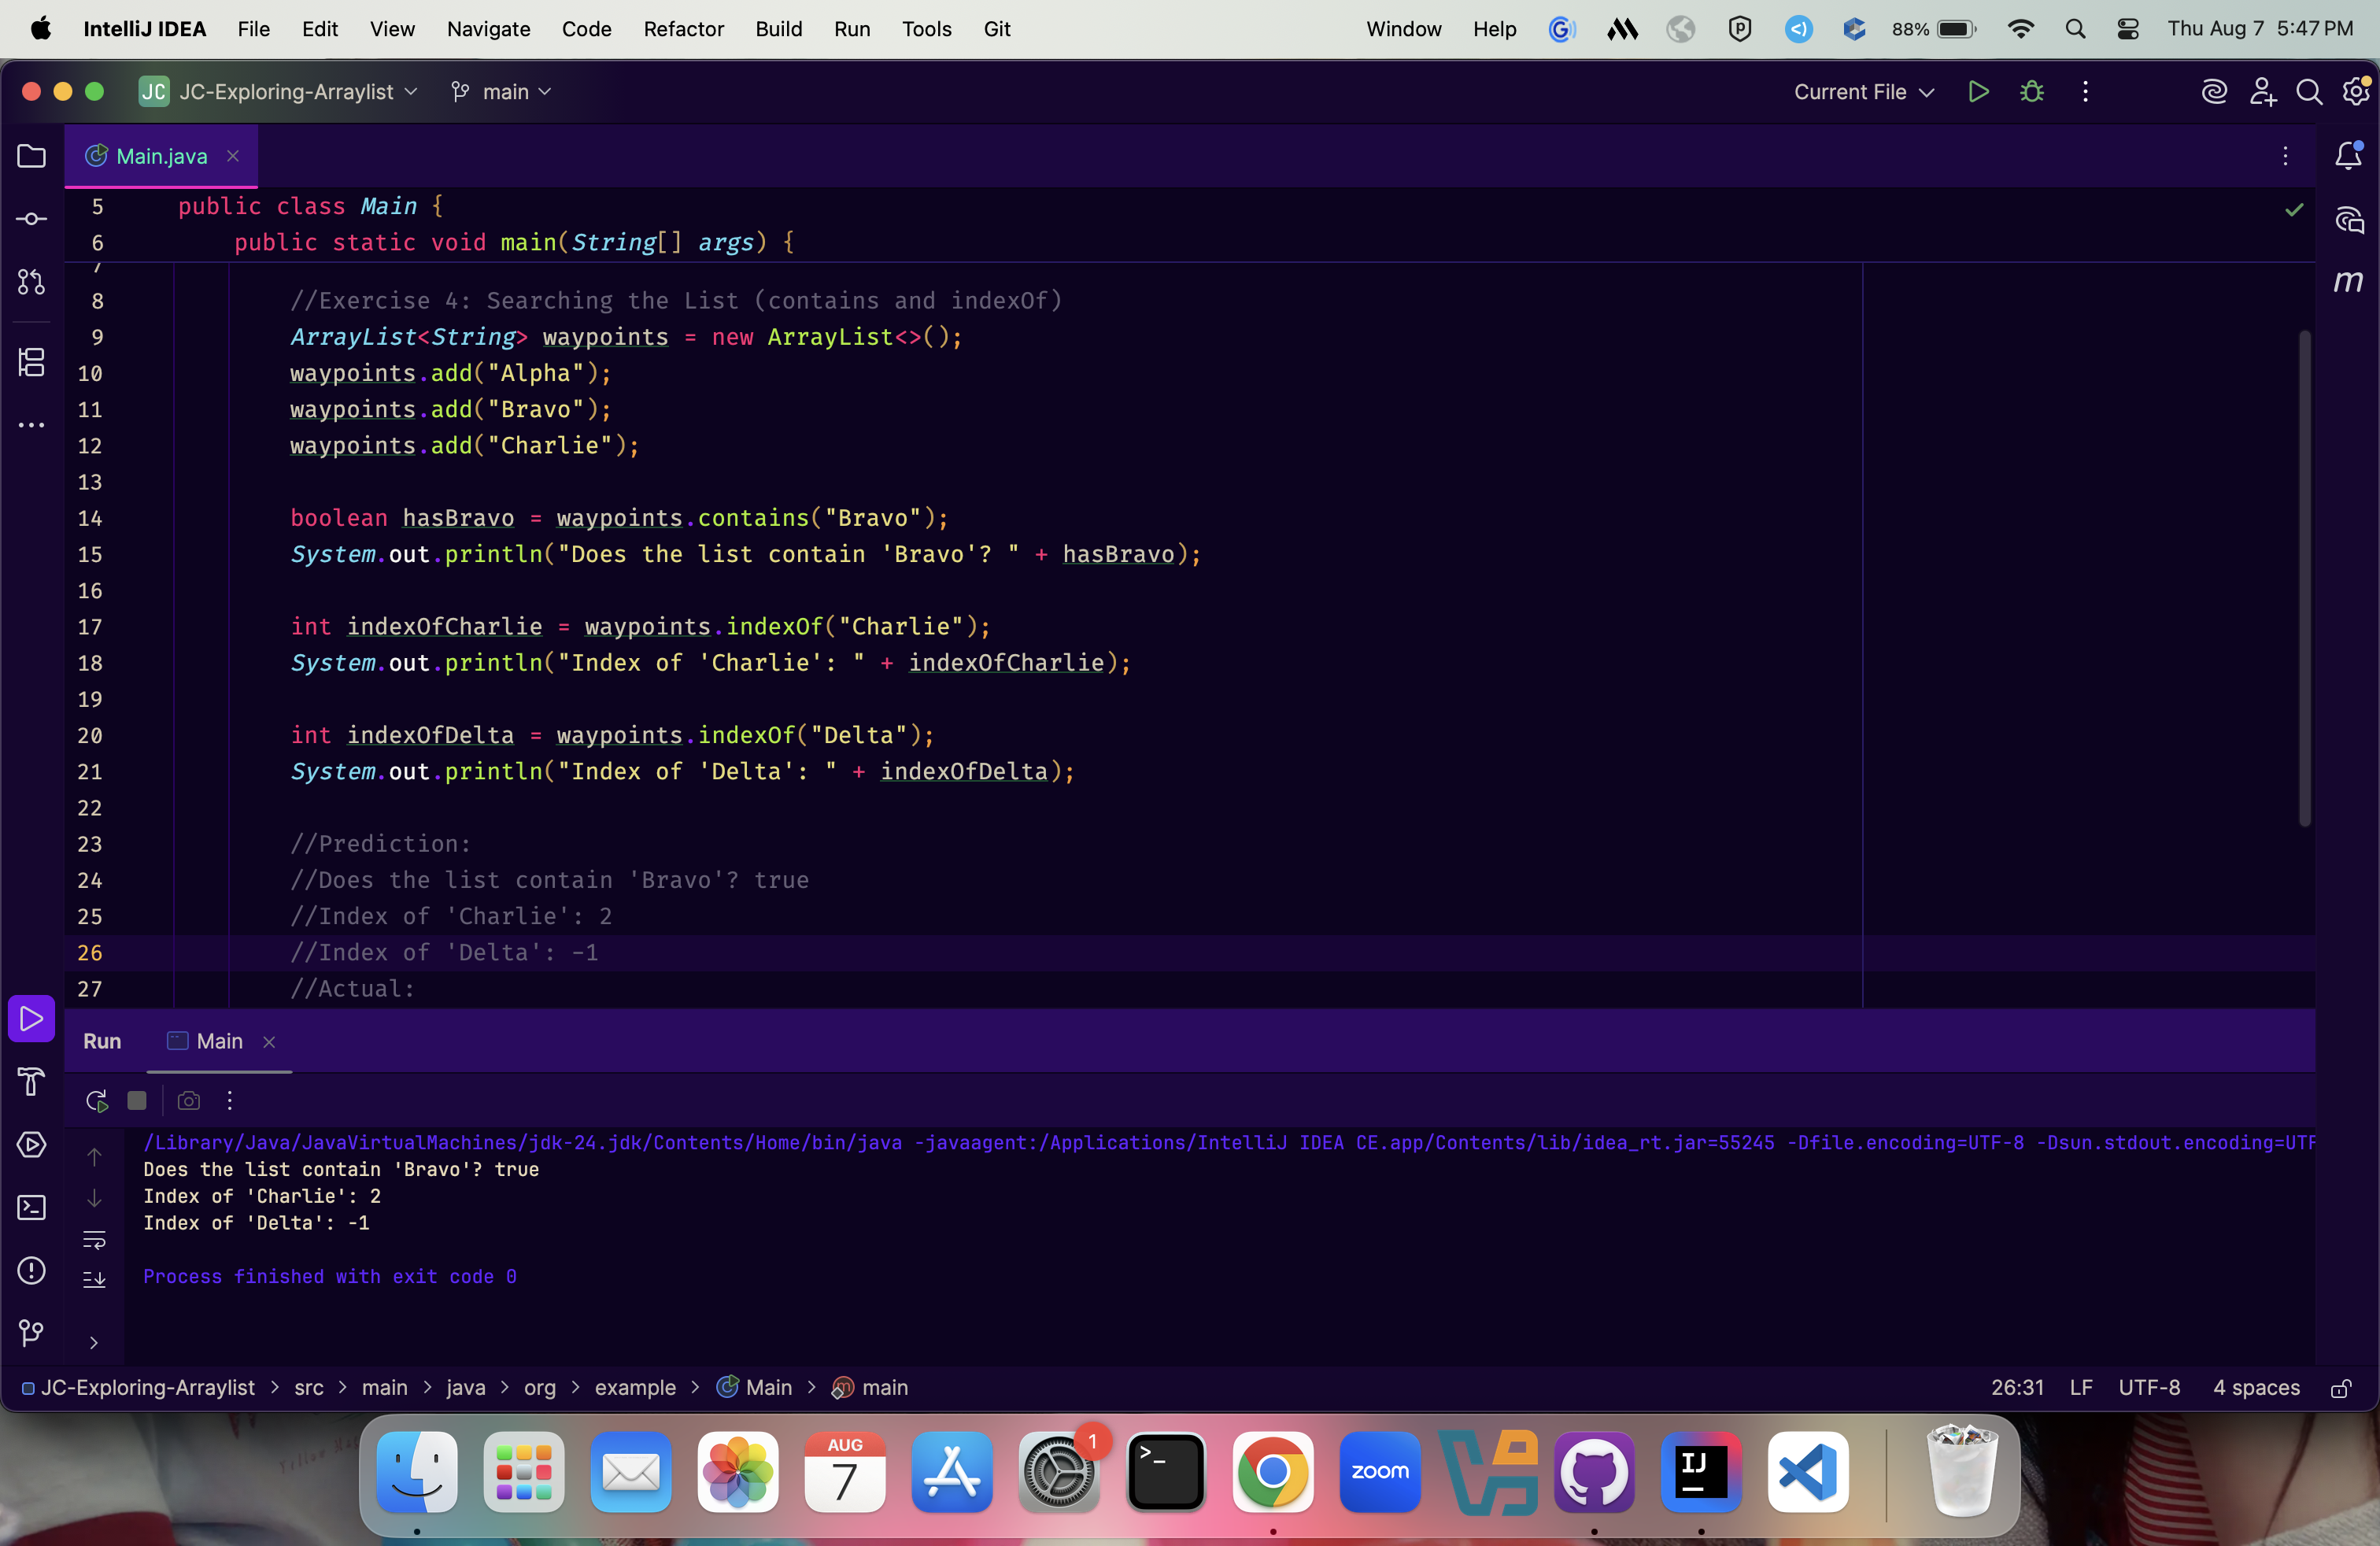 IntelliJ IDEA File Edit View Navigate Code Refactor Build Run Tools Git Window Help 88% Thu Aug 7 5:47 PM
JC JC-Exploring-Arraylist main Current File
Main.java
5 public class Main {
6 public static void main(String[] args) {
7
8 //Exercise 4: Searching the List (contains and indexOf)
9 ArrayList<String> waypoints = new ArrayList<>();
10 waypoints.add("Alpha");
11 waypoints.add("Bravo");
12 waypoints.add("Charlie");
13
14 boolean hasBravo = waypoints.contains("Bravo");
15 System.out.println("Does the list contain 'Bravo'? " + hasBravo);
16
17 int indexOfCharlie = waypoints.indexOf("Charlie");
18 System.out.println("Index of 'Charlie': " + indexOfCharlie);
19
20 int indexOfDelta = waypoints.indexOf("Delta");
21 System.out.println("Index of 'Delta': " + indexOfDelta);
22
23 //Prediction:
24 //Does the list contain 'Bravo'? true
25 //Index of 'Charlie': 2
26 //Index of 'Delta': -1
27 //Actual:
Run Main
/Library/Java/JavaVirtualMachines/jdk-24.jdk/Contents/Home/bin/java -javaagent:/Applications/IntelliJ IDEA CE.app/Contents/lib/idea_rt.jar=55245 -Dfile.encoding=UTF-8 -Dsun.stdout.encoding=UTF
Does the list contain 'Bravo'? true
Index of 'Charlie': 2
Index of 'Delta': -1
Process finished with exit code 0
JC-Exploring-Arraylist > src > main > java > org > example > Main > main 26:31 LF UTF-8 4 spaces
AUG
7
1
zoom
IJ